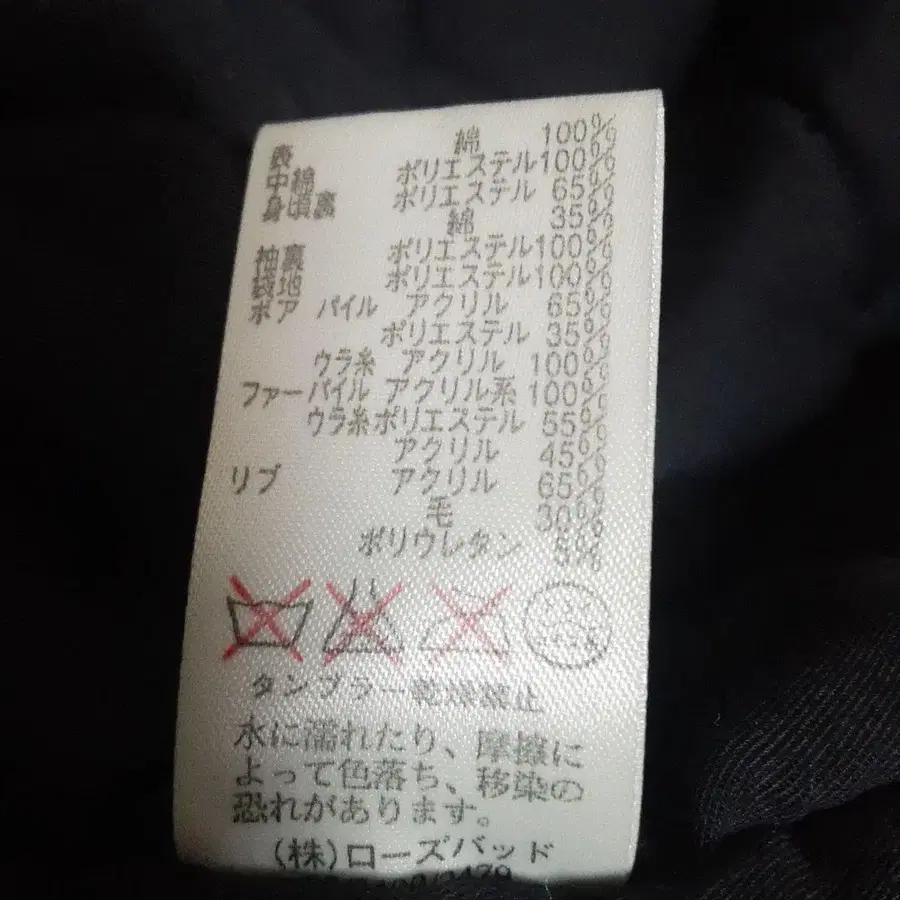 表 綿 100%
中綿 ポリエステル100%
身頃裏 ポリエステル 65%
綿 35%
袖裏 ポリエステル100%
袋地 ポリエステル100%
ボア パイル アクリル 65%
ポリエステル 35%
ウラ糸 アクリル 100%
ファーパイル アクリル系 100%
ウラ糸ポリエステル 55%
アクリル 45%
リブ アクリル 65%
毛 30%
ポリウレタン 5%
タンブラー乾燥禁止
水に濡れたり、摩擦に
よって色落ち、移染の
恐れがあります。
(株)ローズバッド